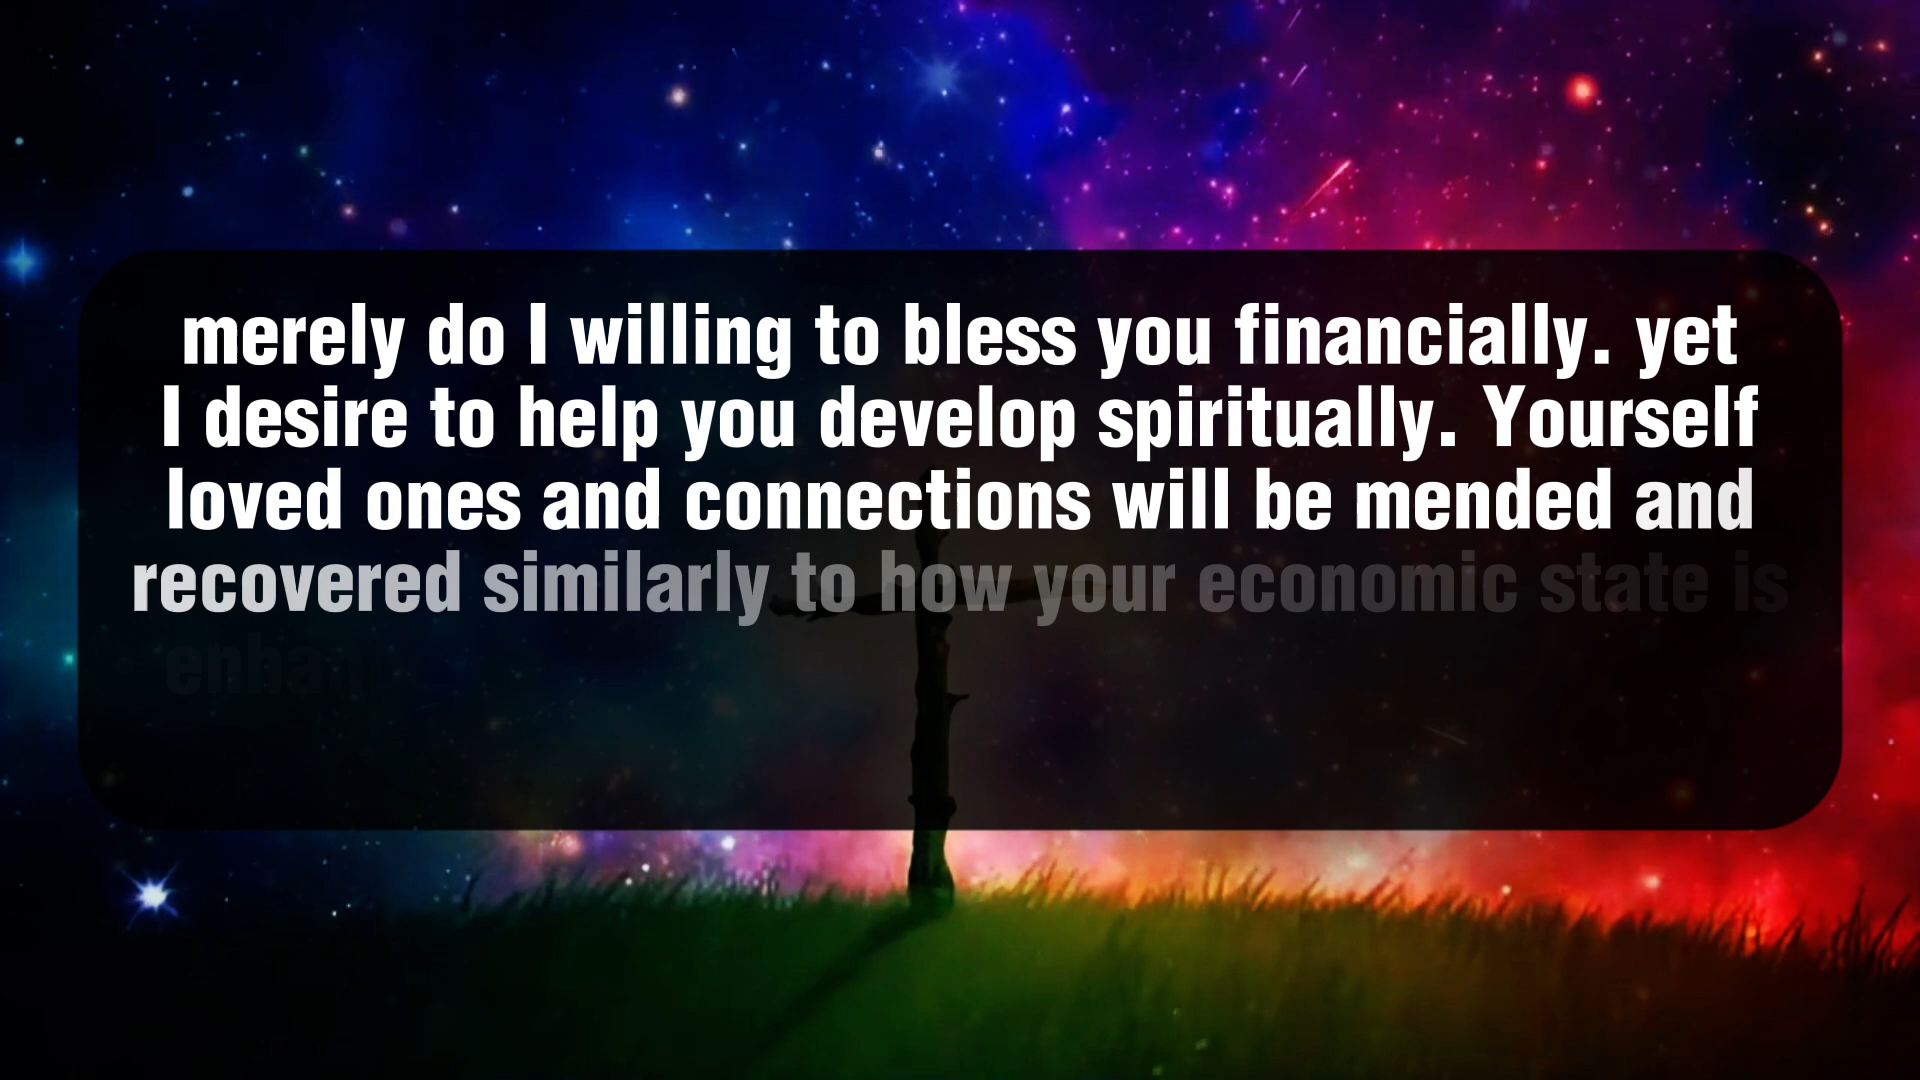 merely do I willing to bless you financially. yet
I desire to help you develop spiritually. Yourself
loved ones and connections will be mended and
recovered similarly to how your economic state is